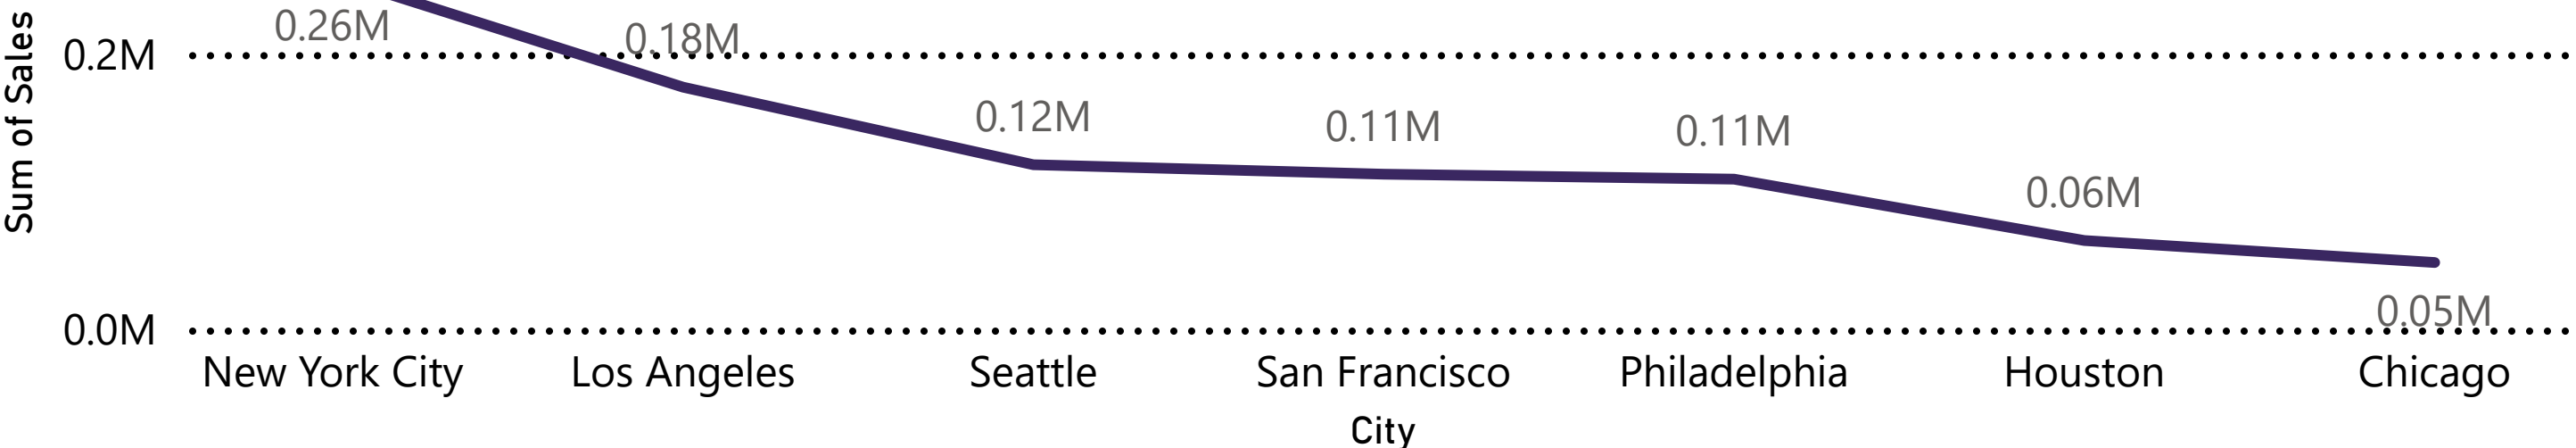 Sum of Sales
0.2M
0.0M
0.26M
0.18M
0.12M
0.11M
0.11M
0.06M
0.05M
New York City
Los Angeles
Seattle
San Francisco
Philadelphia
Houston
Chicago
City